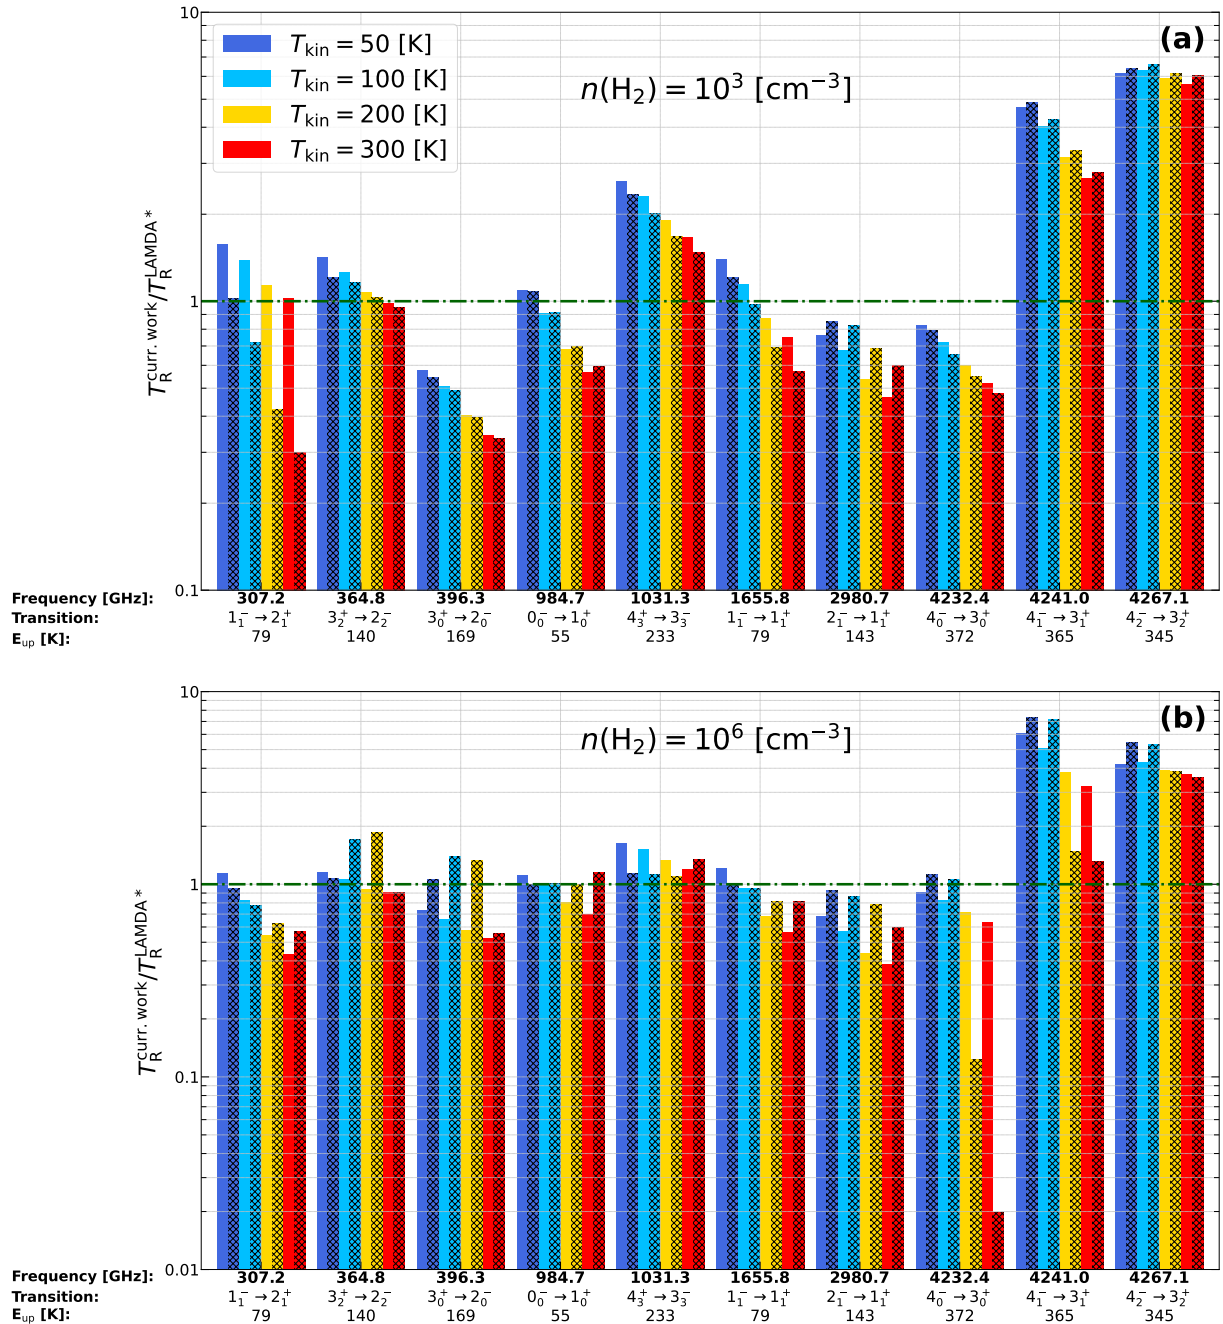 10
(a)
T_kin = 50 [K]
T_kin = 100 [K]
T_kin = 200 [K]
T_kin = 300 [K]
n(H₂) = 10³ [cm⁻³]
T_R^curr. work/T_R^LAMDA*
1
0.1
Frequency [GHz]: 307.2 364.8 396.3 984.7 1031.3 1655.8 2980.7 4232.4 4241.0 4267.1
Transition: 1₁⁻→2₁⁺ 3₂⁺→2₂⁻ 3₀⁺→2₀⁻ 0₀⁻→1₀⁺ 4₃⁺→3₃⁻ 1₁⁻→1₁⁺ 2₁⁻→1₁⁺ 4₀⁻→3₀⁺ 4₁⁻→3₁⁺ 4₂⁻→3₂⁺
E_up [K]: 79 140 169 55 233 79 143 372 365 345
10
(b)
n(H₂) = 10⁶ [cm⁻³]
T_R^curr. work/T_R^LAMDA*
1
0.1
0.01
Frequency [GHz]: 307.2 364.8 396.3 984.7 1031.3 1655.8 2980.7 4232.4 4241.0 4267.1
Transition: 1₁⁻→2₁⁺ 3₂⁺→2₂⁻ 3₀⁺→2₀⁻ 0₀⁻→1₀⁺ 4₃⁺→3₃⁻ 1₁⁻→1₁⁺ 2₁⁻→1₁⁺ 4₀⁻→3₀⁺ 4₁⁻→3₁⁺ 4₂⁻→3₂⁺
E_up [K]: 79 140 169 55 233 79 143 372 365 345